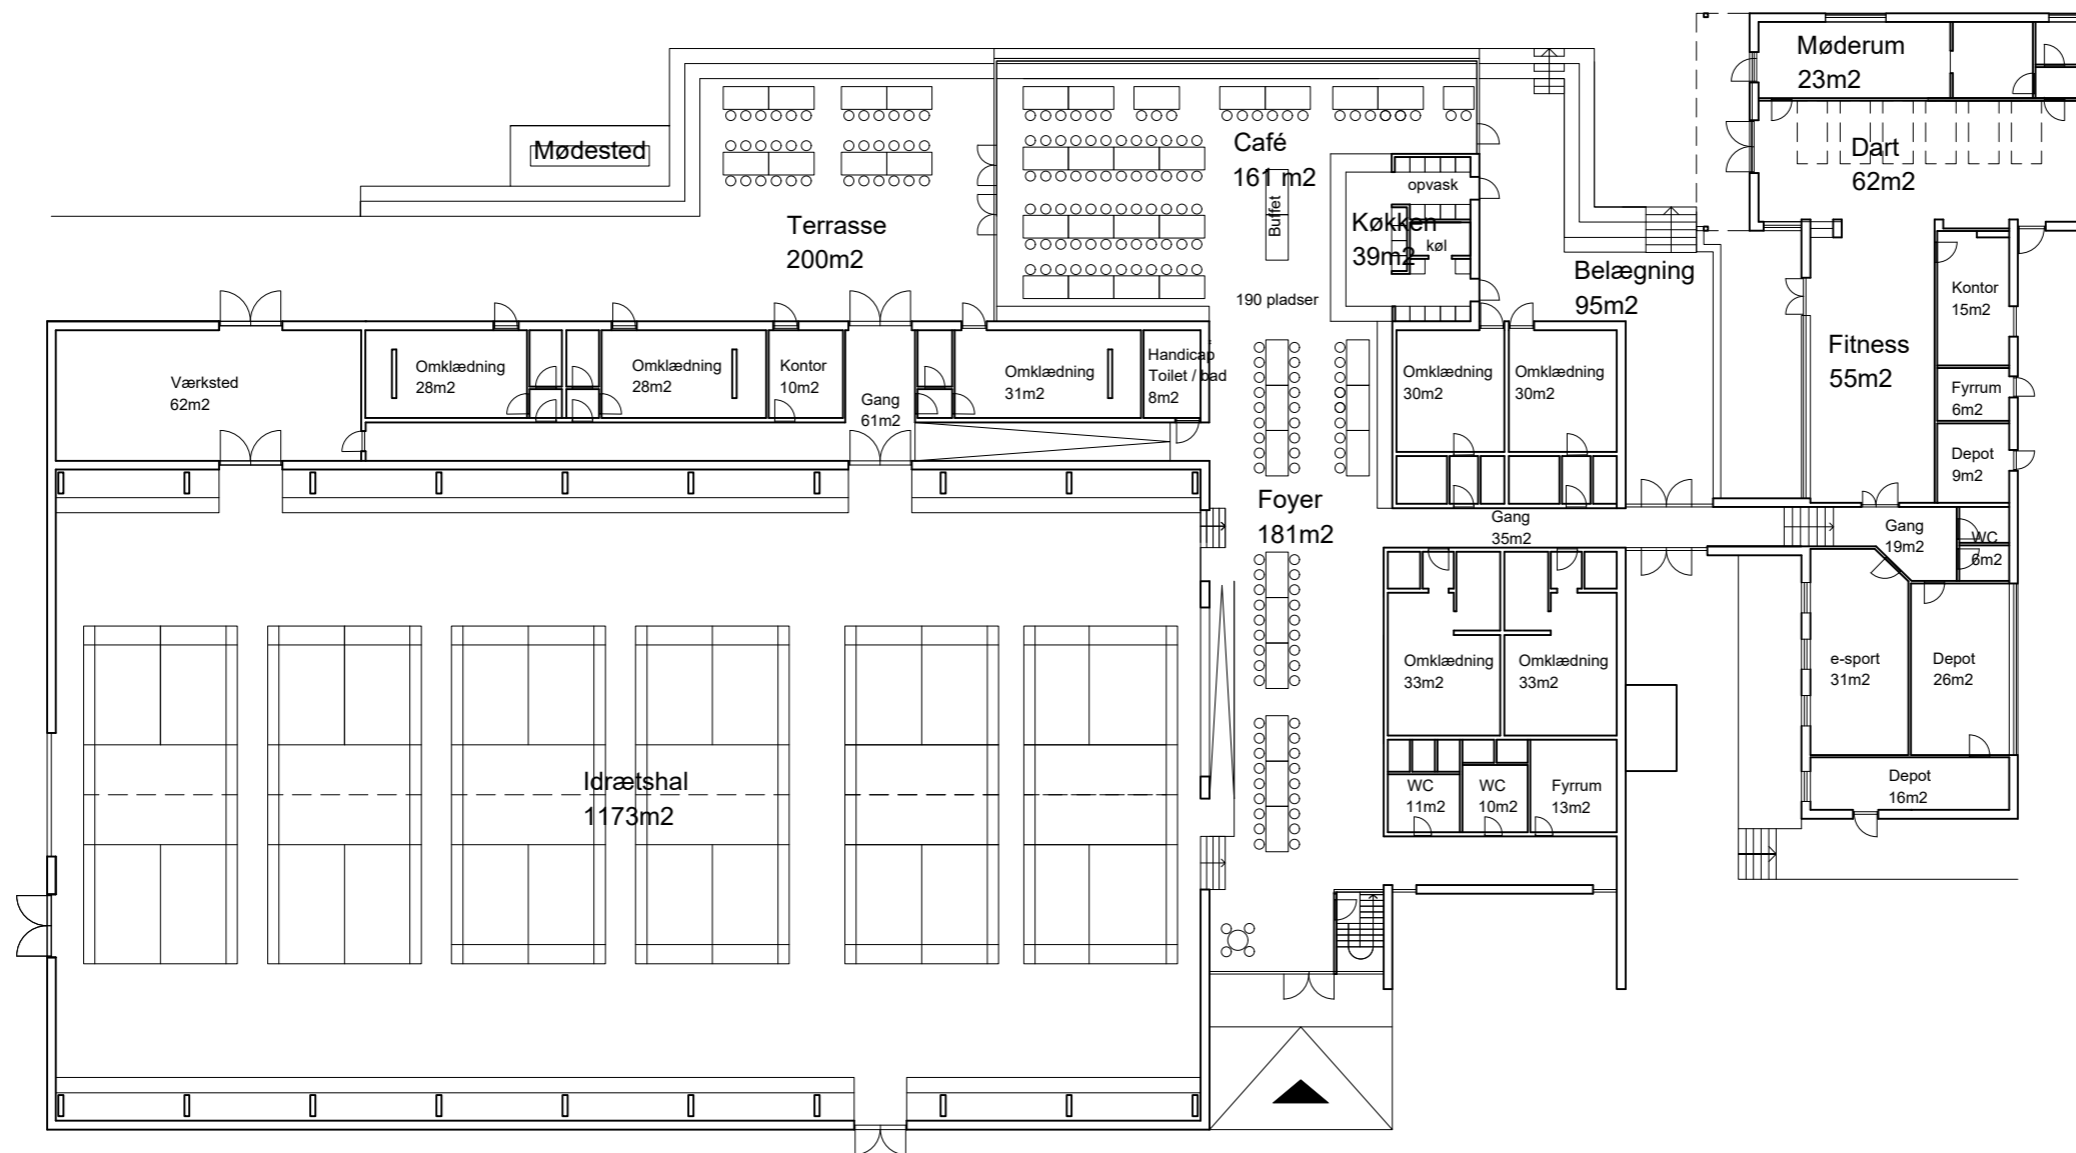 Møderum
23m2
Mødested
Café
161 m2
Dart
62m2
opvask
Buffet
Terrasse
200m2
Køkken
39m2
køl
Belægning
95m2
190 pladser
Kontor
15m2
Fitness
55m2
Værksted
62m2
Omklædning
28m2
Omklædning
28m2
Kontor
10m2
Gang
61m2
Omklædning
31m2
Handicap
Toilet / bad
8m2
Omklædning
30m2
Omklædning
30m2
Fyrrum
6m2
Depot
9m2
Foyer
181m2
Gang
35m2
Gang
19m2
WC
6m2
Omklædning
33m2
Omklædning
33m2
e-sport
31m2
Depot
26m2
Idrætshal
1173m2
WC
11m2
WC
10m2
Fyrrum
13m2
Depot
16m2